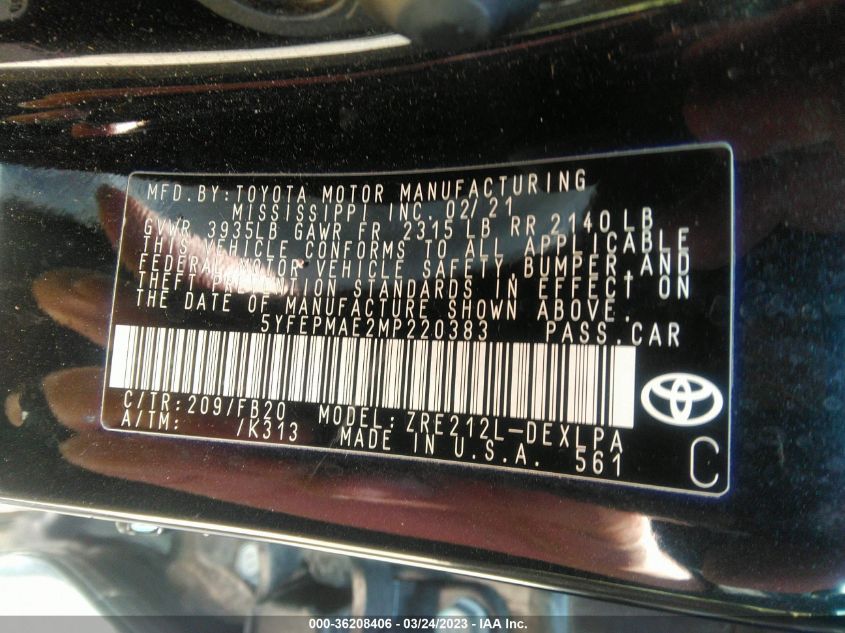 MFD.BY:TOYOTA MOTOR MANUFACTURING
MISSISSIPPI INC. 02/21
GVWR 3935LB GAWR FR 2315 LB RR 2140 LB
THIS VEHICLE CONFORMS TO ALL APPLICABLE
FEDERAL MOTOR VEHICLE SAFETY, BUMPER, AND
THEFT PREVENTION STANDARDS IN EFFECT ON
THE DATE OF MANUFACTURE SHOWN ABOVE.
5YFEPMAE2MP220383 PASS.CAR
C/TR:209/FB20 MODEL:ZRE212L-DEXLPA
A/TM: /K313 MADE IN U.S.A. 561
C
000-36208406 - 03/24/2023 - IAA Inc.